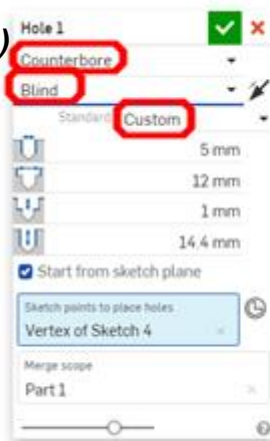 Hole 1
)
Counterbore
Blind
Standard Custom
5 mm
12 mm
1 mm
14.4 mm
Start from sketch plane
Sketch points to place holes
Vertex of Sketch 4
Merge scope
Part 1